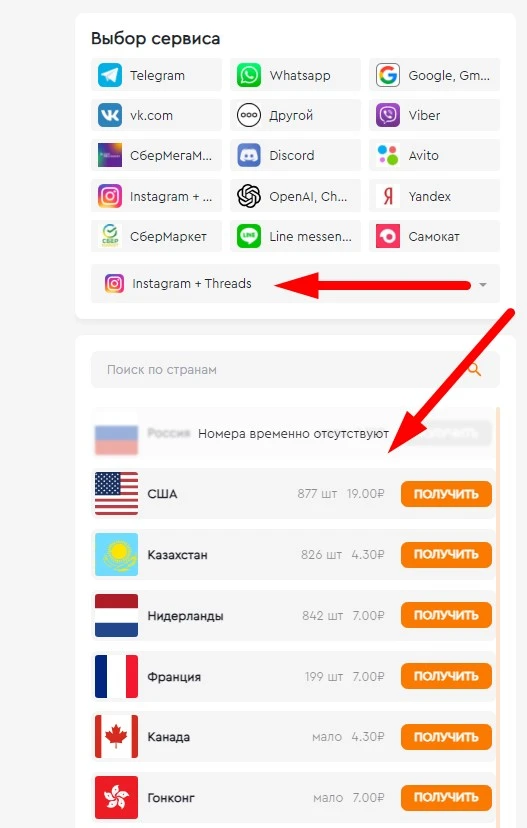 Выбор сервиса
Telegram
Whatsapp
Google, Gm...
vk.com
Другой
Viber
СберМегаМ...
Discord
Avito
Instagram + ...
OpenAI, Ch...
Yandex
СБЕР
СберМаркет
LINE
Line messen...
Самокат
Instagram + Threads
Поиск по странам
Россия Номера временно отсутствуют
США 877 шт 19.00₽ ПОЛУЧИТЬ
Казахстан 826 шт 4.30₽ ПОЛУЧИТЬ
Нидерланды 842 шт 7.00₽ ПОЛУЧИТЬ
Франция 199 шт 7.00₽ ПОЛУЧИТЬ
Канада мало 4.30₽ ПОЛУЧИТЬ
Гонконг мало 7.00₽ ПОЛУЧИТЬ